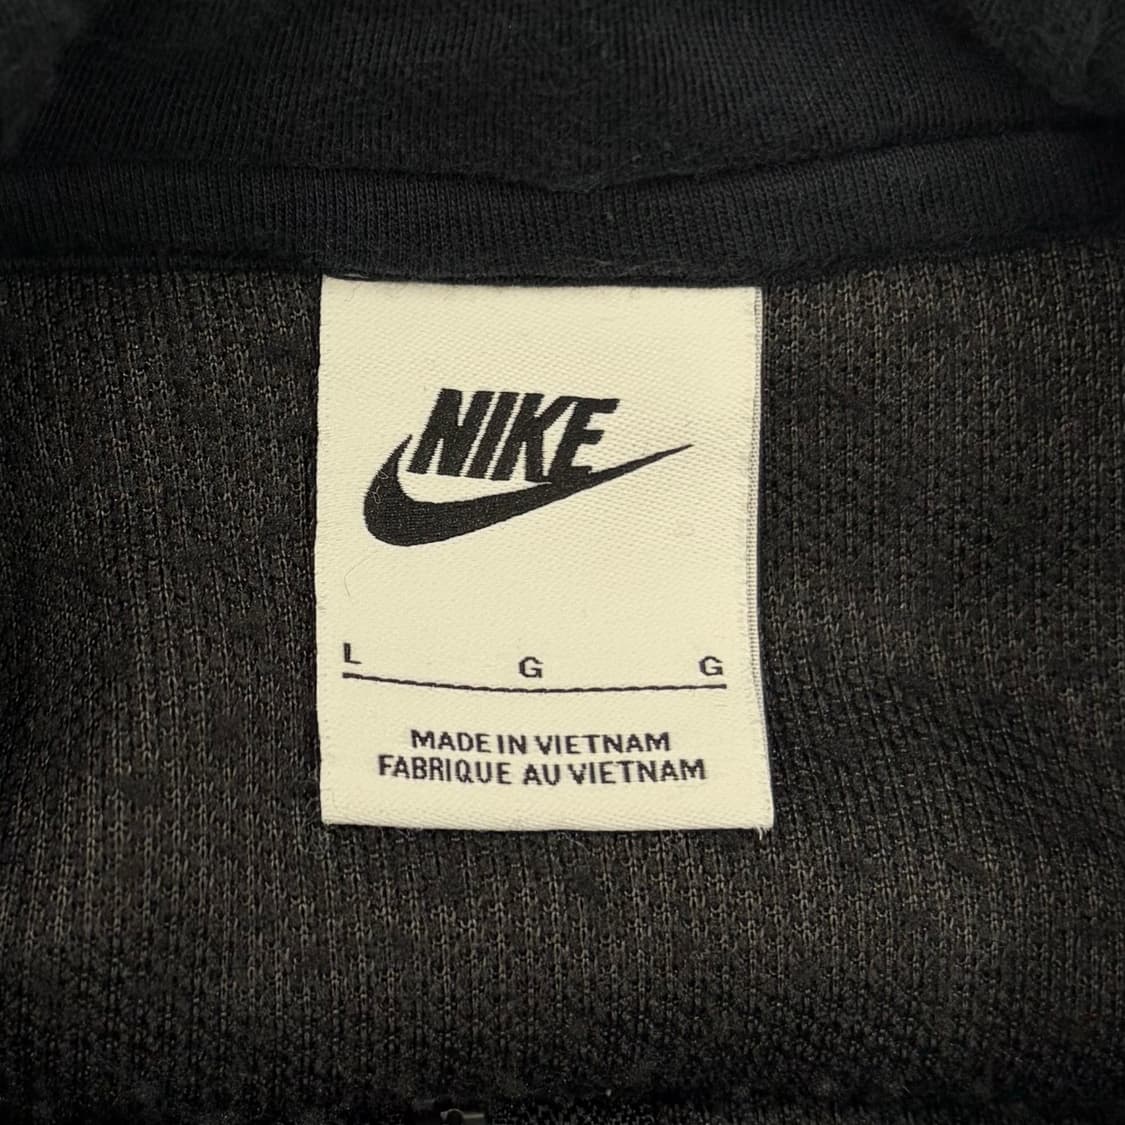 NIKE
L G G
MADE IN VIETNAM
FABRIQUE AU VIETNAM